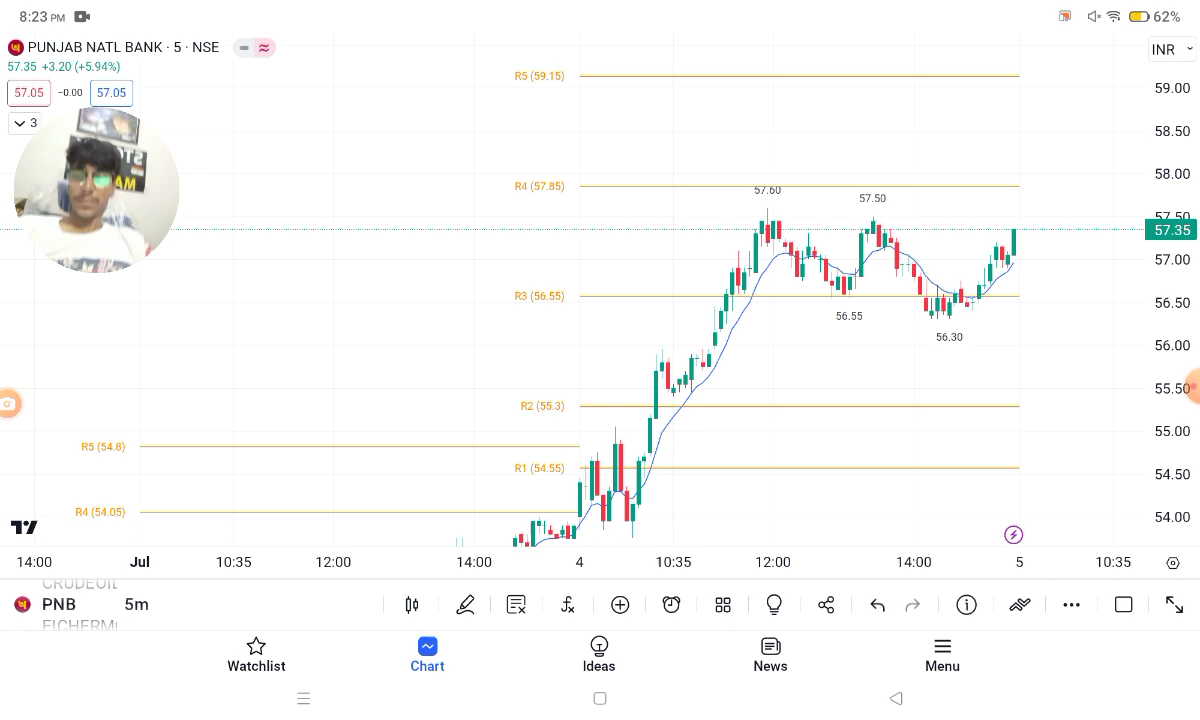 8:23 PM
62%
PUNJAB NATL BANK · 5 · NSE
INR
57.35 +3.20 (+5.94%)
57.05 −0.00 57.05
3
R5 (59.15)
59.00
58.50
58.00
R4 (57.85)
57.60
57.50
57.50
57.35
57.00
R3 (56.55)
56.50
56.55
56.30
56.00
55.50
R2 (55.3)
55.00
R5 (54.8)
R1 (54.55)
54.50
R4 (54.05)
54.00
14:00 Jul 10:35 12:00 14:00 4 10:35 12:00 14:00 5 10:35
CRUDEOIL
PNB 5m
EICHERM
Watchlist Chart Ideas News Menu